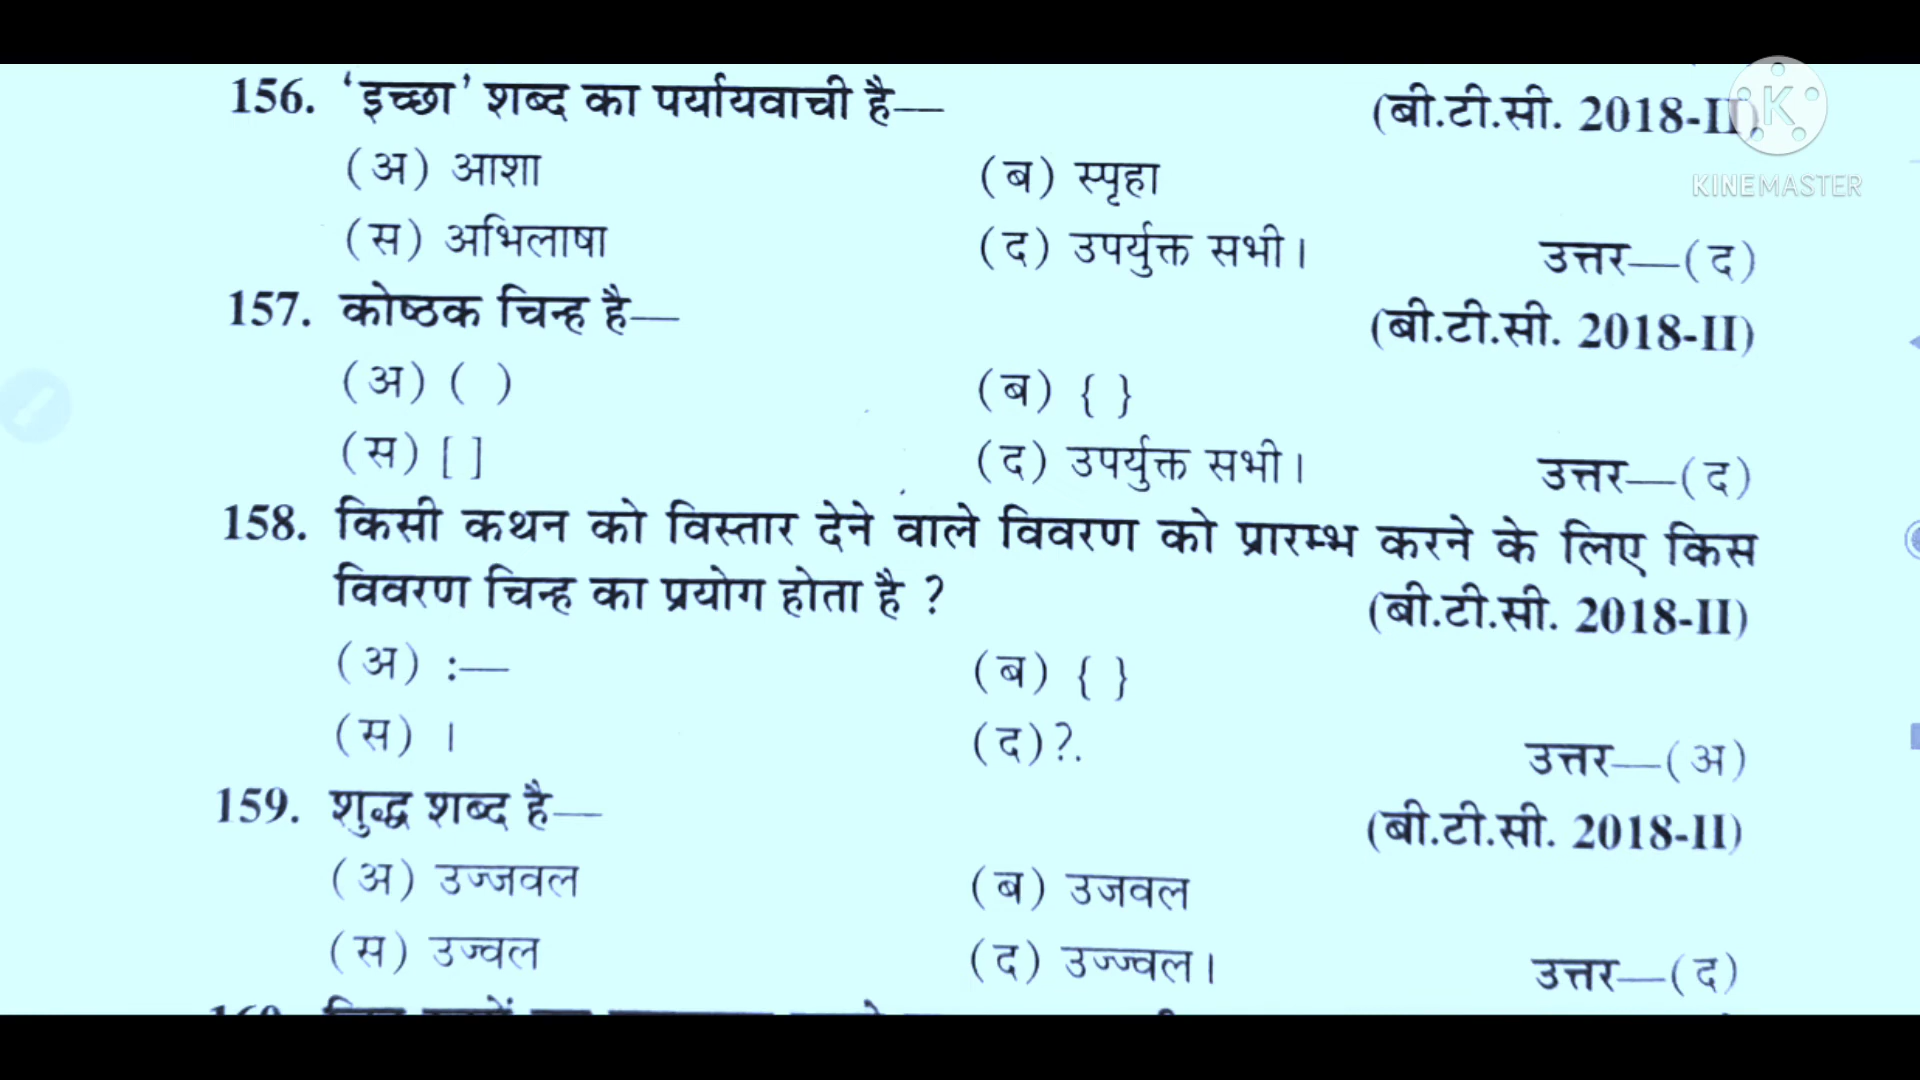 156. ‘इच्छा’ शब्द का पर्यायवाची है— (बी.टी.सी. 2018-II)
KINEMASTER
(अ) आशा (ब) स्पृहा
(स) अभिलाषा (द) उपर्युक्त सभी। उत्तर—(द)
157. कोष्ठक चिन्ह है— (बी.टी.सी. 2018-II)
(अ) ( ) (ब) { }
(स) [ ] (द) उपर्युक्त सभी। उत्तर—(द)
158. किसी कथन को विस्तार देने वाले विवरण को प्रारम्भ करने के लिए किस
विवरण चिन्ह का प्रयोग होता है ? (बी.टी.सी. 2018-II)
(अ) :— (ब) { }
(स) । (द) ?. उत्तर—(अ)
159. शुद्ध शब्द है— (बी.टी.सी. 2018-II)
(अ) उज्जवल (ब) उजवल
(स) उज्वल (द) उज्ज्वल। उत्तर—(द)